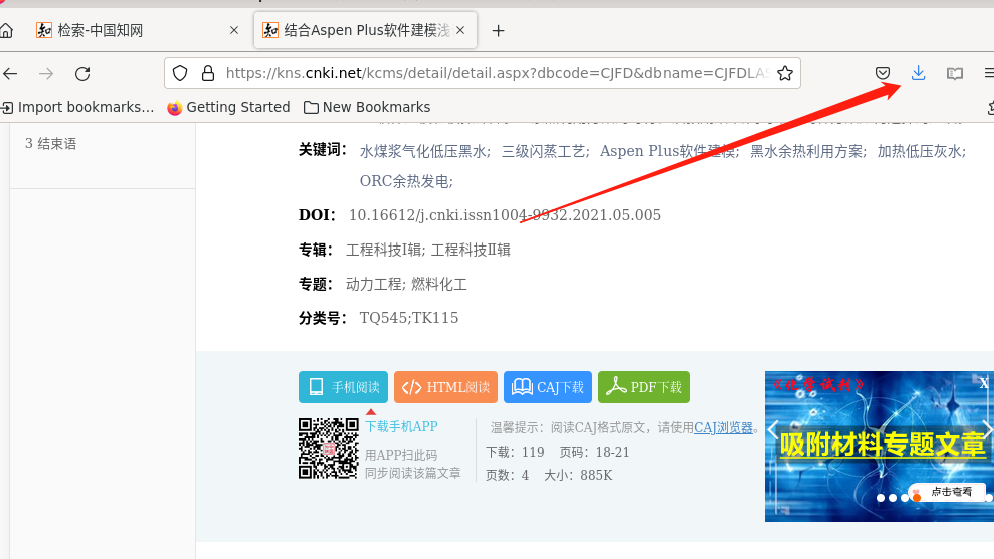 检索-中国知网
结合Aspen Plus软件建模浅
https://kns.cnki.net/kcms/detail/detail.aspx?dbcode=CJFD&dbname=CJFDLAS
Import bookmarks...
Getting Started
New Bookmarks
3 结束语
关键词： 水煤浆气化低压黑水; 三级闪蒸工艺; Aspen Plus软件建模; 黑水余热利用方案; 加热低压灰水;
ORC余热发电;
DOI： 10.16612/j.cnki.issn1004-9932.2021.05.005
专辑： 工程科技Ⅰ辑; 工程科技Ⅱ辑
专题： 动力工程; 燃料化工
分类号： TQ545;TK115
手机阅读
HTML阅读
CAJ下载
PDF下载
下载手机APP
用APP扫此码
同步阅读该篇文章
温馨提示：阅读CAJ格式原文，请使用CAJ浏览器。
下载：119 页码：18-21
页数：4 大小：885K
《化学试剂》
X
吸附材料专题文章
点击查看